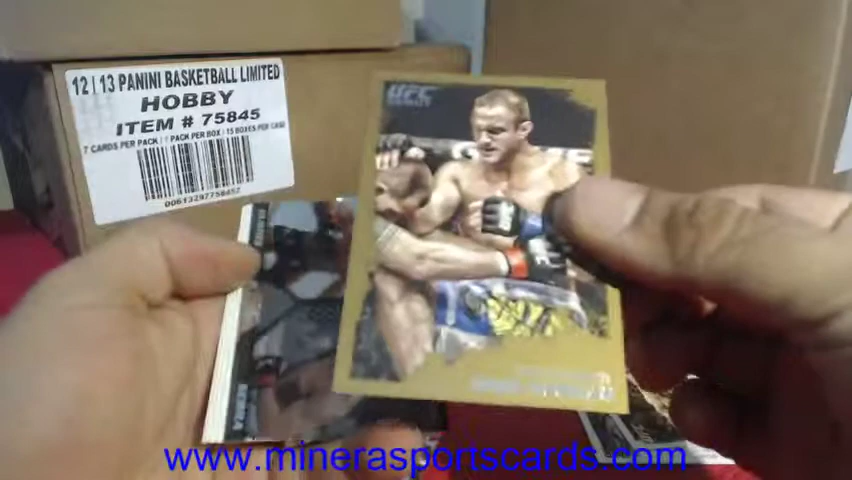 12|13 PANINI BASKETBALL LIMITED
HOBBY
ITEM # 75845
7 CARDS PER PACK / 1 PACK PER BOX / 15 BOXES PER CASE
UFC
DEBUT
www.minerasportscards.com